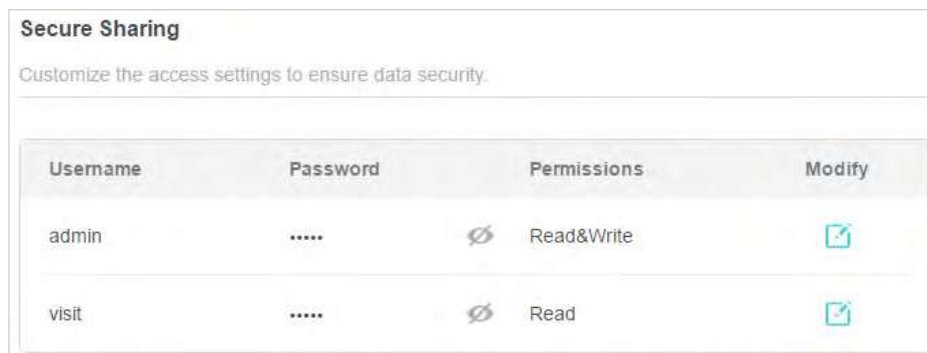 Secure Sharing
Customize the access settings to ensure data security.
Username Password Permissions Modify
admin ••••• Read&Write
visit ••••• Read